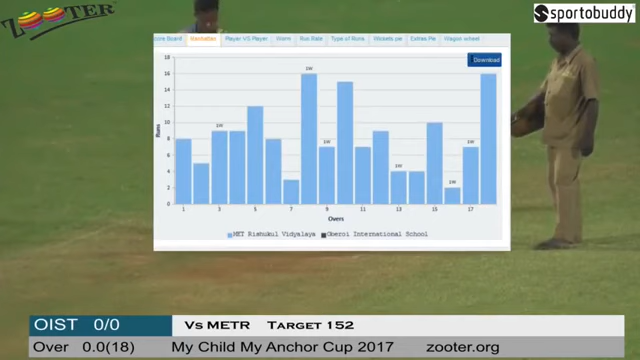 ZOOTER
sportobuddy
core Board Manhattan Player VS Player Worm Run Rate Type of Runs Wickets pie Extras Pie Wagon wheel
Download
18
16
14
12
10
8
6
4
2
0
Runs
1W
1W
1W
1W
1W
1W
1 3 5 7 9 11 13 15 17
Overs
MET Rishukul Vidyalaya Oberoi International School
OIST 0/0 Vs METR TARGET 152
Over 0.0(18) My Child My Anchor Cup 2017 zooter.org